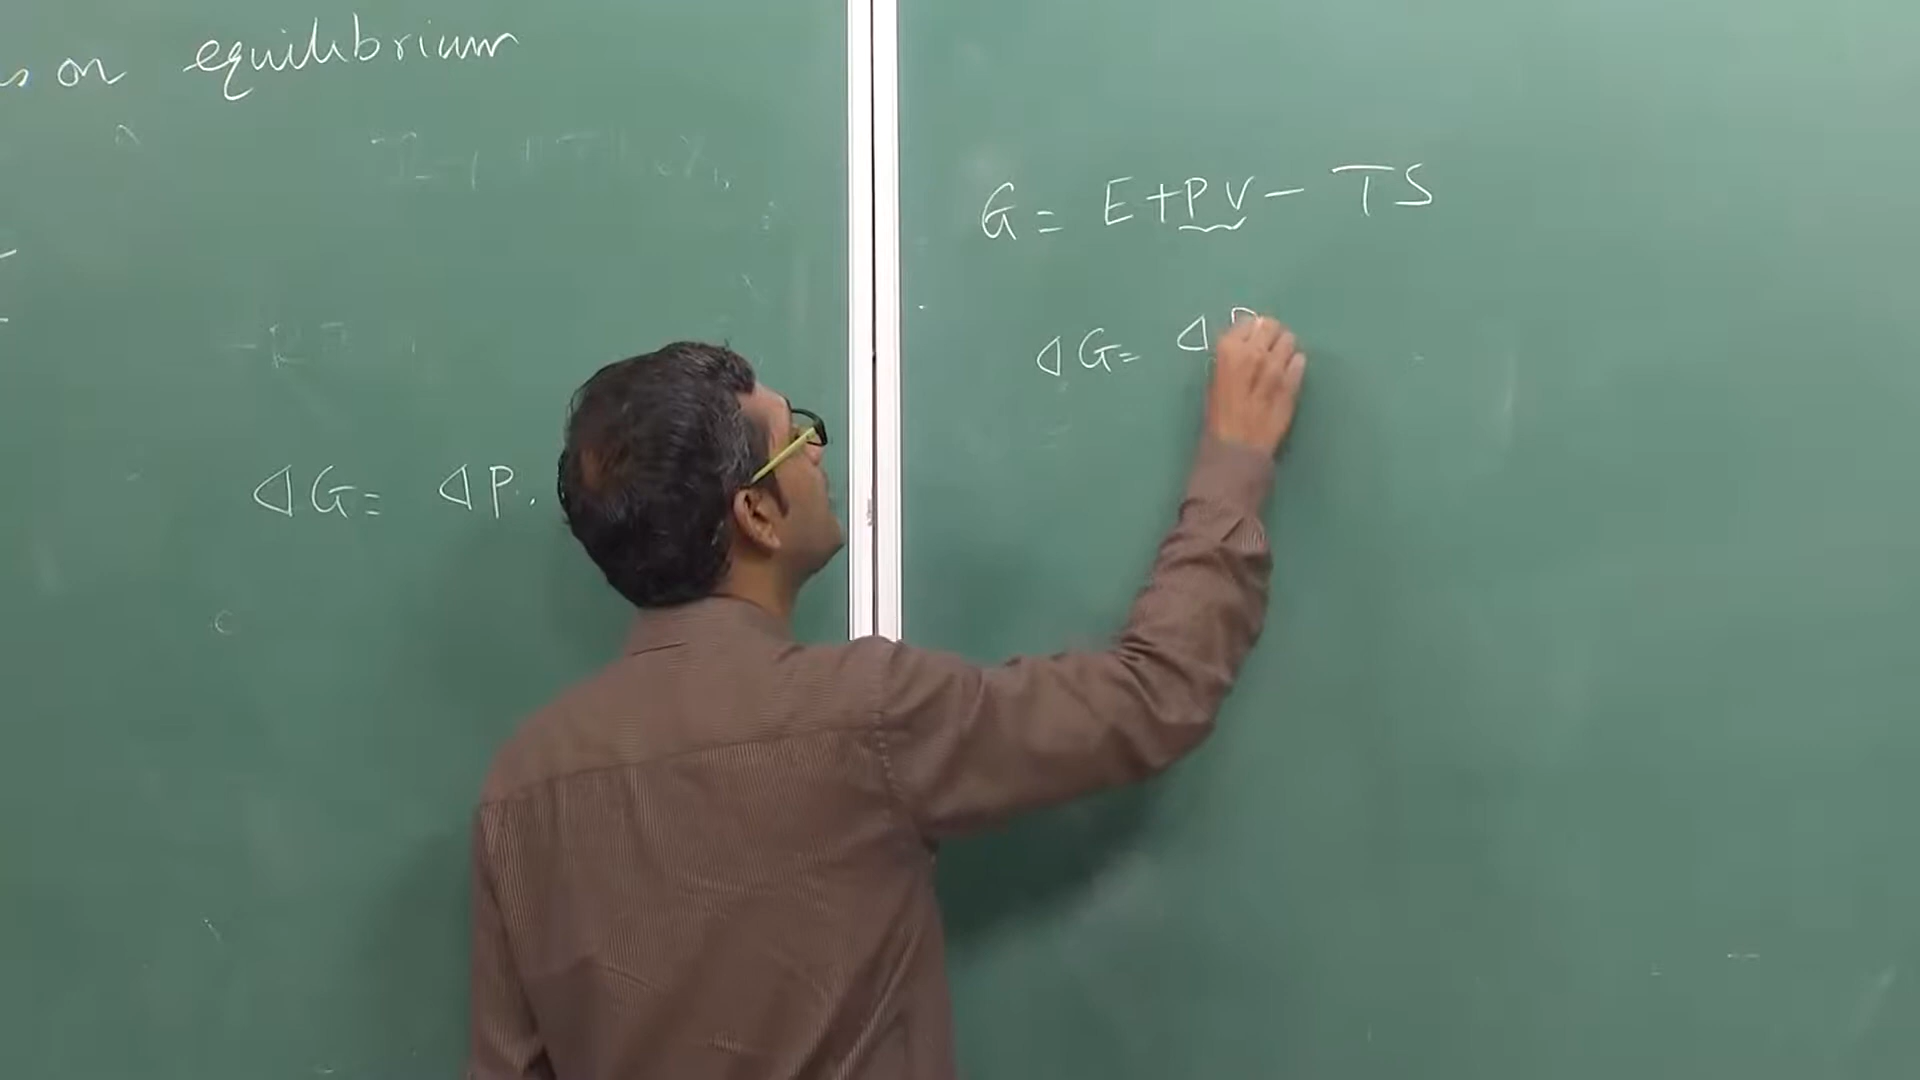 on equilibrium
ΔG= ΔP.
G= E+PV- TS
ΔG= ΔP